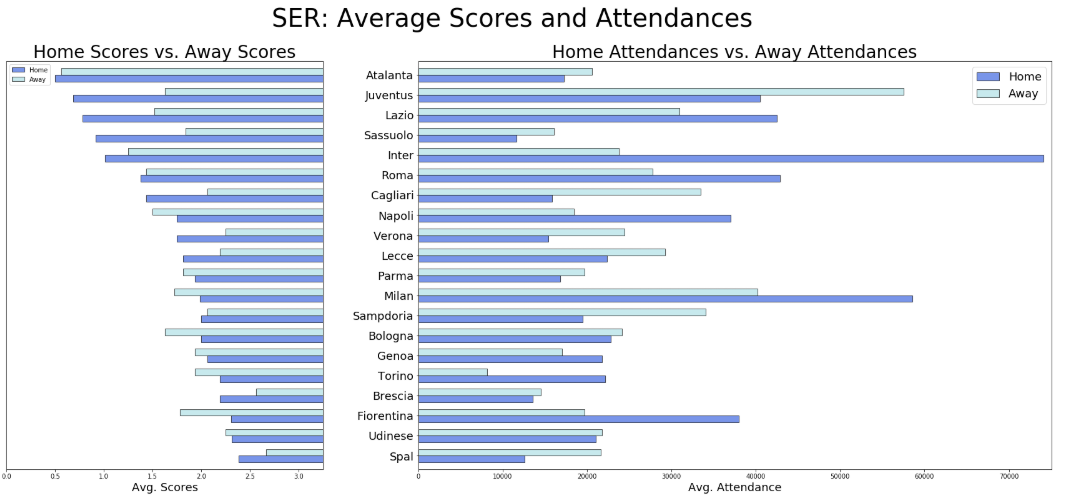 SER: Average Scores and Attendances
Home Scores vs. Away Scores
Home Attendances vs. Away Attendances
Home
Away
Home
Away
Atalanta
Juventus
Lazio
Sassuolo
Inter
Roma
Cagliari
Napoli
Verona
Lecce
Parma
Milan
Sampdoria
Bologna
Genoa
Torino
Brescia
Fiorentina
Udinese
Spal
0.0 0.5 1.0 1.5 2.0 2.5 3.0
0 10000 20000 30000 40000 50000 60000 70000
Avg. Scores
Avg. Attendance